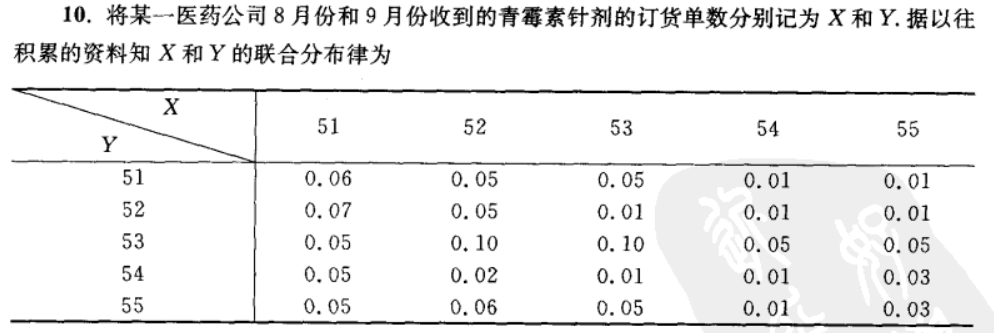 10. 将某一医药公司8月份和9月份收到的青霉素针剂的订货单数分别记为 X 和 Y. 据以往
积累的资料知 X 和 Y 的联合分布律为
X 51 52 53 54 55
Y
51 0.06 0.05 0.05 0.01 0.01
52 0.07 0.05 0.01 0.01 0.01
53 0.05 0.10 0.10 0.05 0.05
54 0.05 0.02 0.01 0.01 0.03
55 0.05 0.06 0.05 0.01 0.03